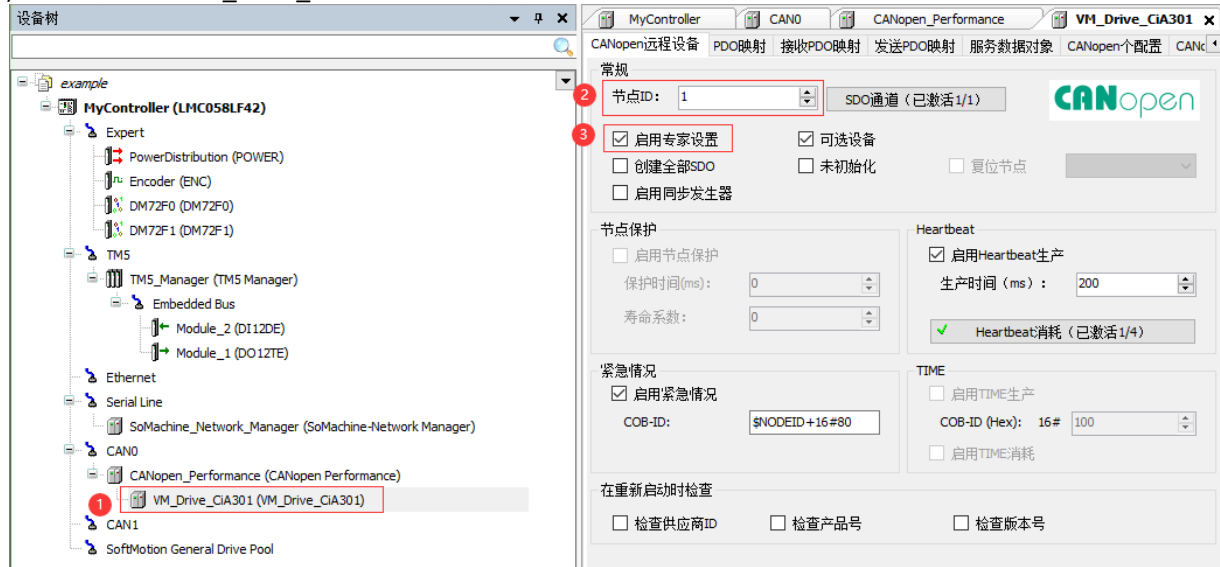 设备树
example
MyController (LMC058LF42)
Expert
PowerDistribution (POWER)
Encoder (ENC)
DM72F0 (DM72F0)
DM72F1 (DM72F1)
TM5
TM5_Manager (TM5 Manager)
Embedded Bus
Module_2 (DI12DE)
Module_1 (DO12TE)
Ethernet
Serial Line
SoMachine_Network_Manager (SoMachine-Network Manager)
CAN0
CANopen_Performance (CANopen Performance)
1 VM_Drive_CiA301 (VM_Drive_CiA301)
CAN1
SoftMotion General Drive Pool
MyController CAN0 CANopen_Performance VM_Drive_CiA301
CANopen远程设备 PDO映射 接收PDO映射 发送PDO映射 服务数据对象 CANopen个配置 CANc
常规
2 节点ID: 1 SDO通道（已激活1/1） CANopen
3 启用专家设置 可选设备
创建全部SDO 未初始化 复位节点
启用同步发生器
节点保护 Heartbeat
启用节点保护 启用Heartbeat生产
保护时间(ms): 0 生产时间（ms）: 200
寿命系数: 0 Heartbeat消耗（已激活1/4）
紧急情况 TIME
启用紧急情况 启用TIME生产
COB-ID: $NODEID+16#80 COB-ID (Hex): 16# 100
启用TIME消耗
在重新启动时检查
检查供应商ID 检查产品号 检查版本号